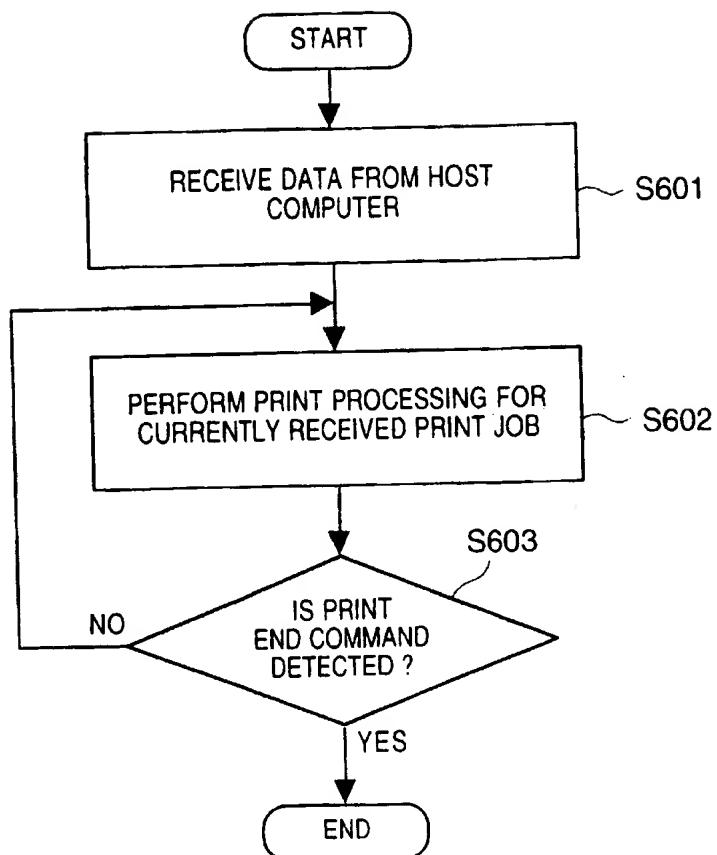 START
RECEIVE DATA FROM HOST
COMPUTER
S601
PERFORM PRINT PROCESSING FOR
CURRENTLY RECEIVED PRINT JOB
S602
S603
IS PRINT
END COMMAND
DETECTED ?
NO
YES
END